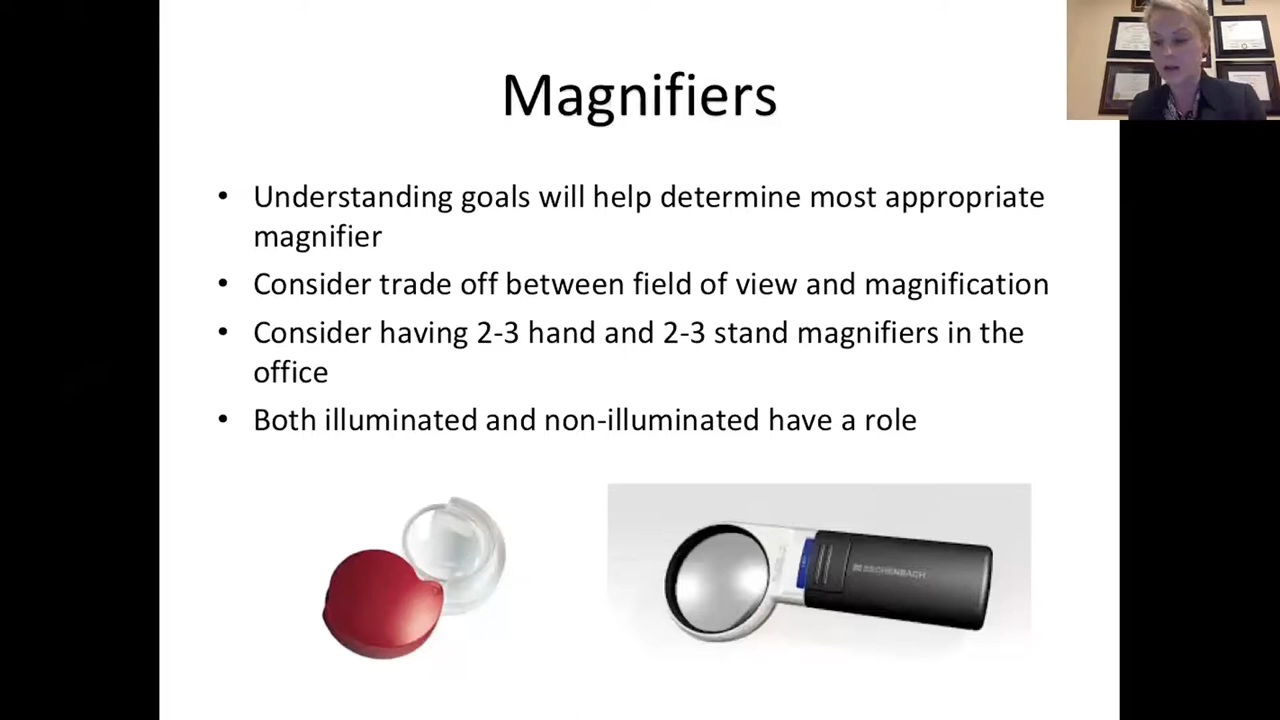 Magnifiers
• Understanding goals will help determine most appropriate
magnifier
• Consider trade off between field of view and magnification
• Consider having 2-3 hand and 2-3 stand magnifiers in the
office
• Both illuminated and non-illuminated have a role
ESCHENBACH